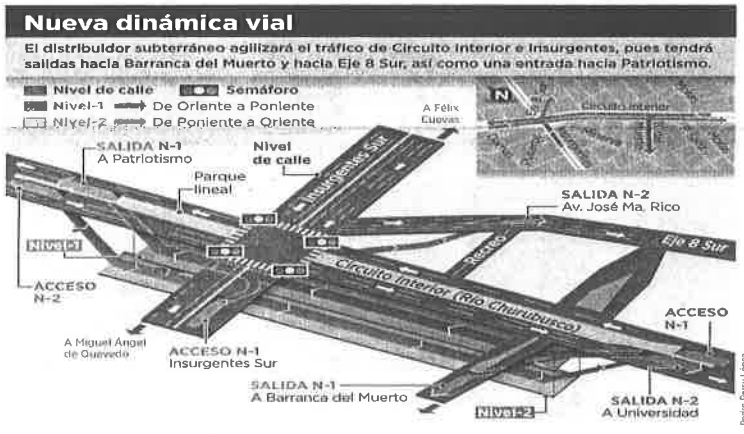 Nueva dinámica vial
El distribuidor subterráneo agilizará el tráfico de Circuito Interior e Insurgentes, pues tendrá
salidas hacia Barranca del Muerto y hacia Eje 8 Sur, así como una entrada hacia Patriotismo.
Nivel de calle
Semáforo
Nivel-1
De Oriente a Poniente
Nivel-2
De Poniente a Oriente
N
Circuito Interior
A Félix
Cuevas
SALIDA N-1
A Patriotismo
Nivel
de calle
Insurgentes Sur
Parque
lineal
SALIDA N-2
Av. José Ma. Rico
Nivel-1
Eje 8 Sur
Recreo
ACCESO
N-2
Circuito Interior (Río Churubusco)
ACCESO
N-1
A Miguel Ángel
de Quevedo
ACCESO N-1
Insurgentes Sur
SALIDA N-1
A Barranca del Muerto
Nivel-2
SALIDA N-2
A Universidad